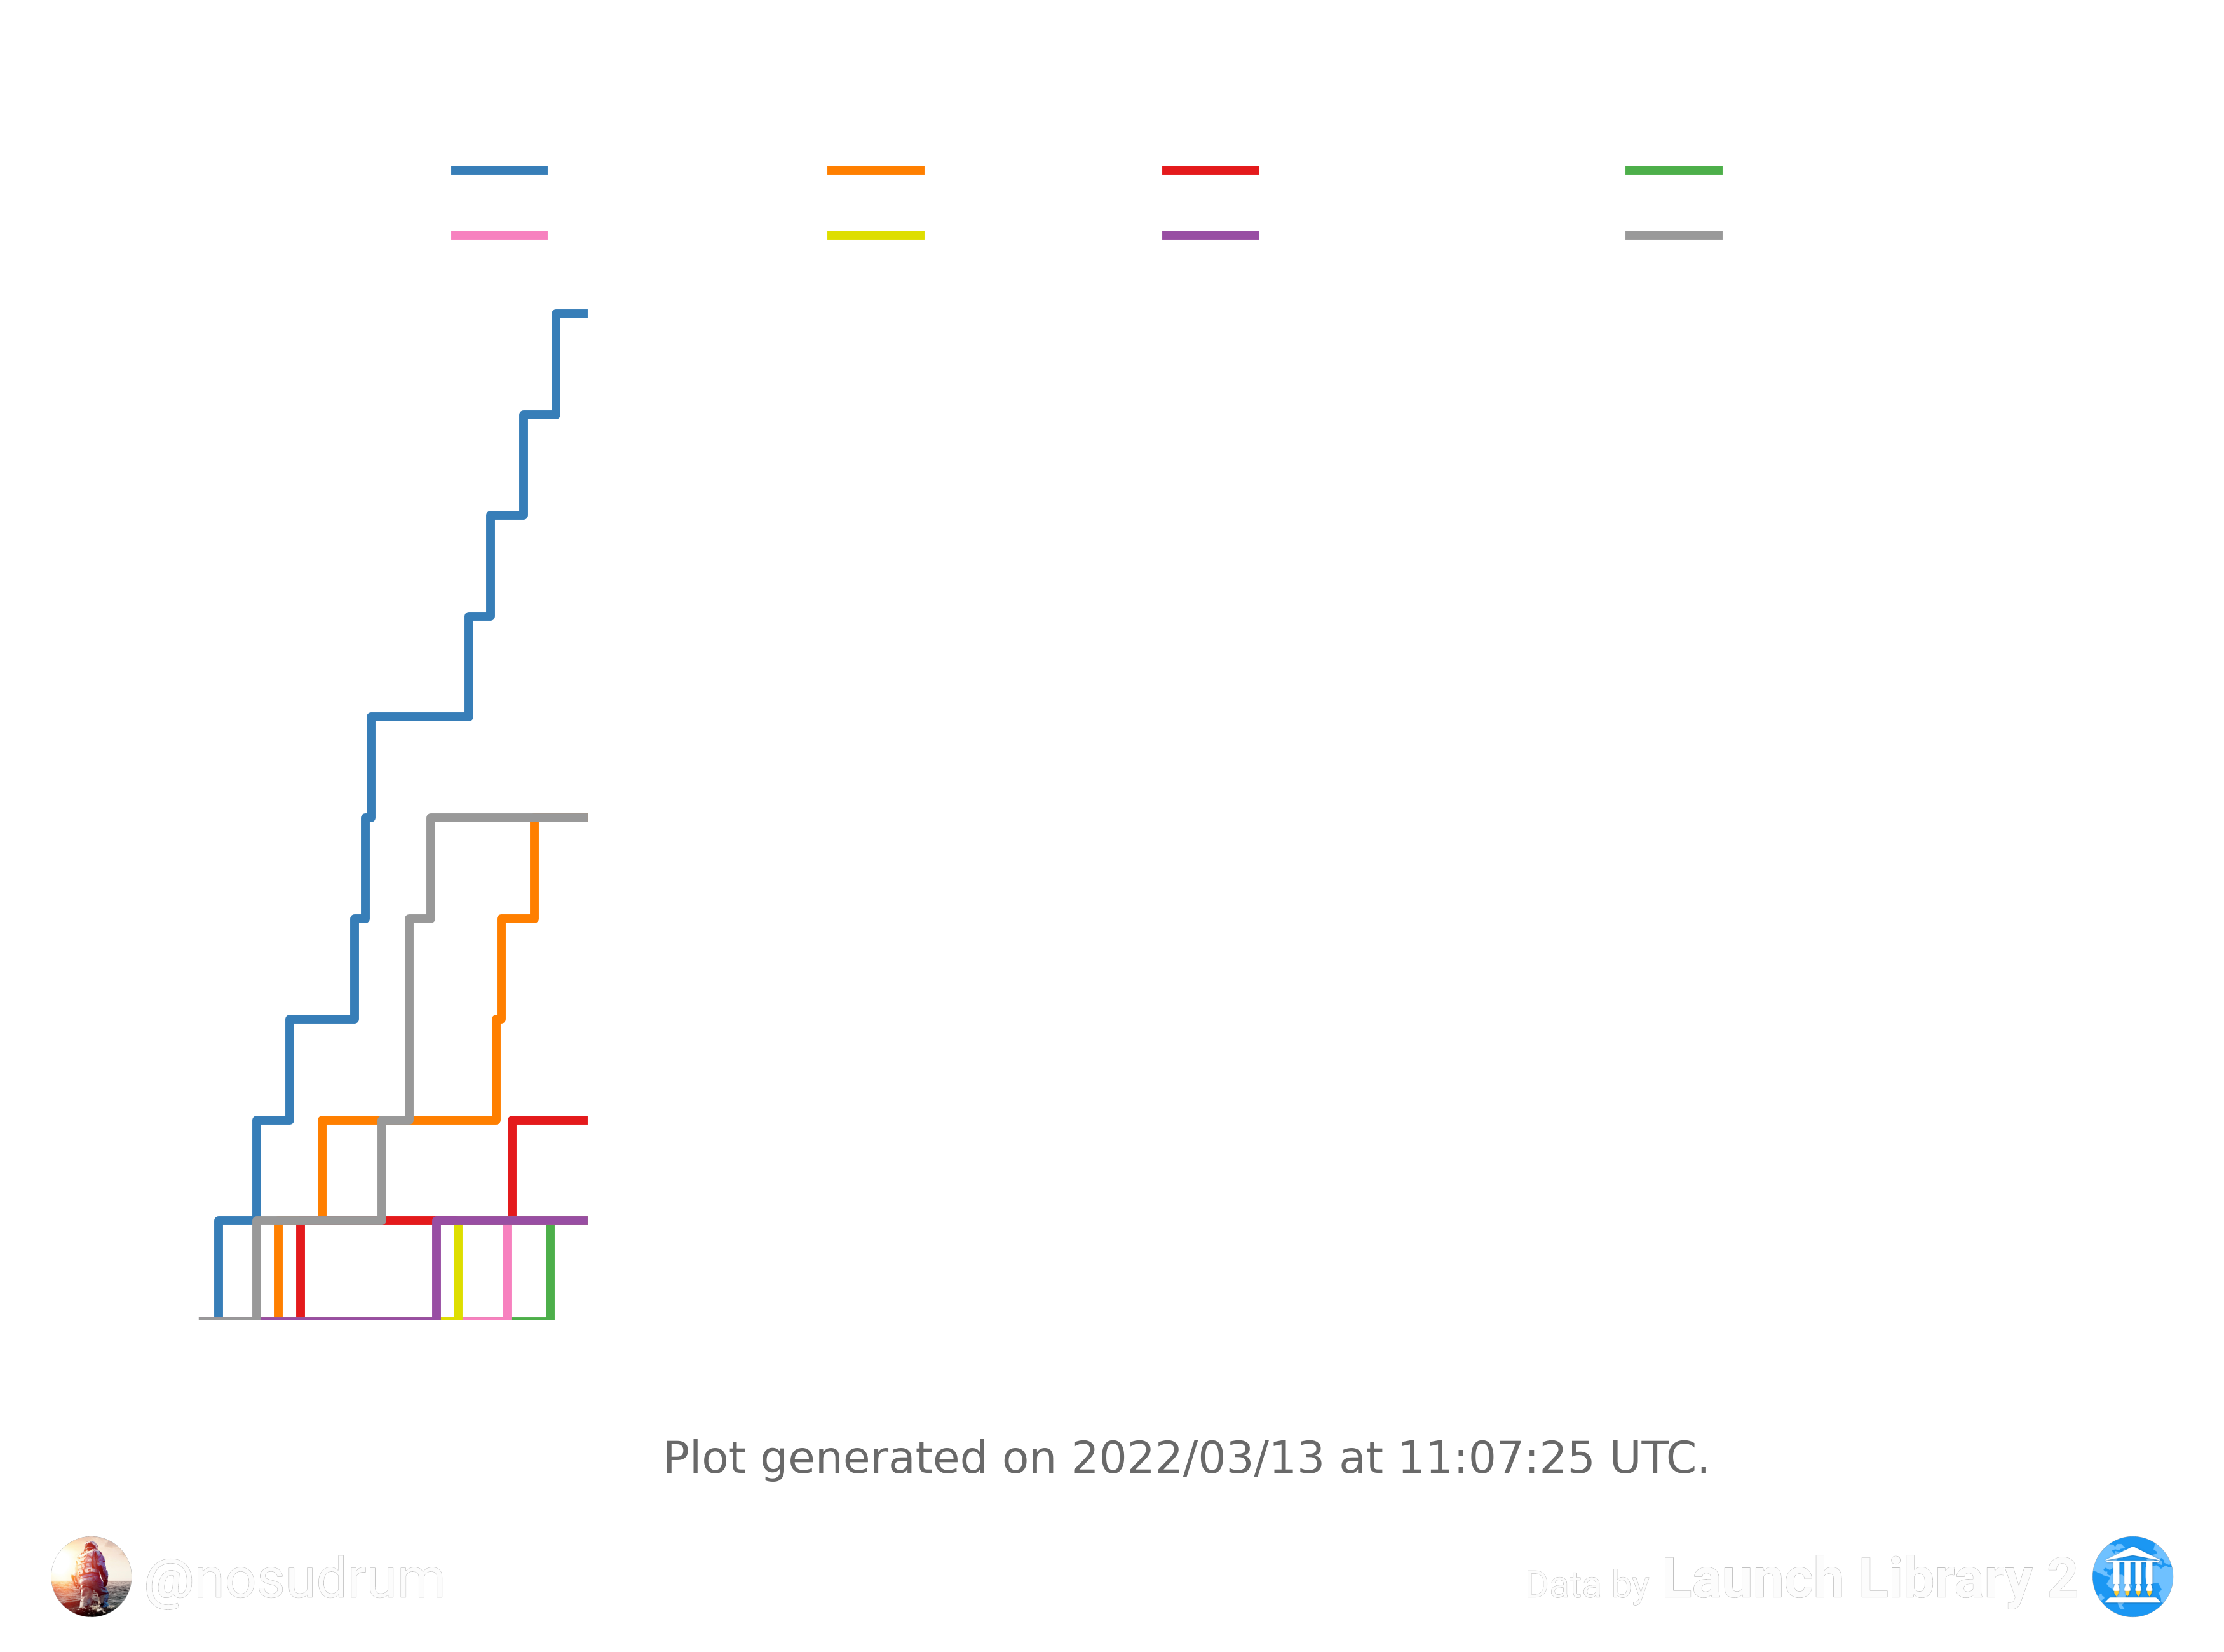 Plot generated on 2022/03/13 at 11:07:25 UTC.
@nosudrum
Data by Launch Library 2